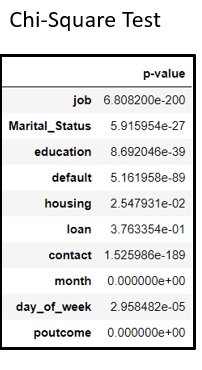 Chi-Square Test
p-value
job 6.808200e-200
Marital_Status 5.915954e-27
education 8.692046e-39
default 5.161958e-89
housing 2.547931e-02
loan 3.763354e-01
contact 1.525986e-189
month 0.000000e+00
day_of_week 2.958482e-05
poutcome 0.000000e+00